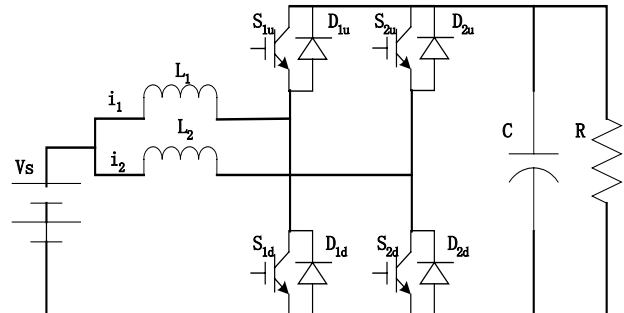 S1u D1u S2u D2u
L1
i1
L2
C R
i2
Vs
S1d D1d S2d D2d